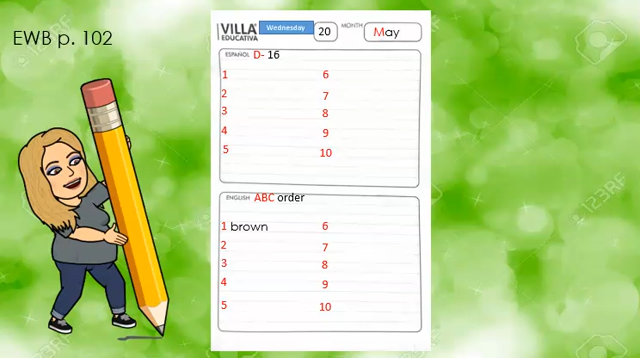 EWB p. 102
VILLA EDUCATIVA
Wednesday 20 MONTH May
ESPAÑOL D- 16
1 6
2 7
3 8
4 9
5 10
ENGLISH ABC order
1 brown 6
2 7
3 8
4 9
5 10
123RF